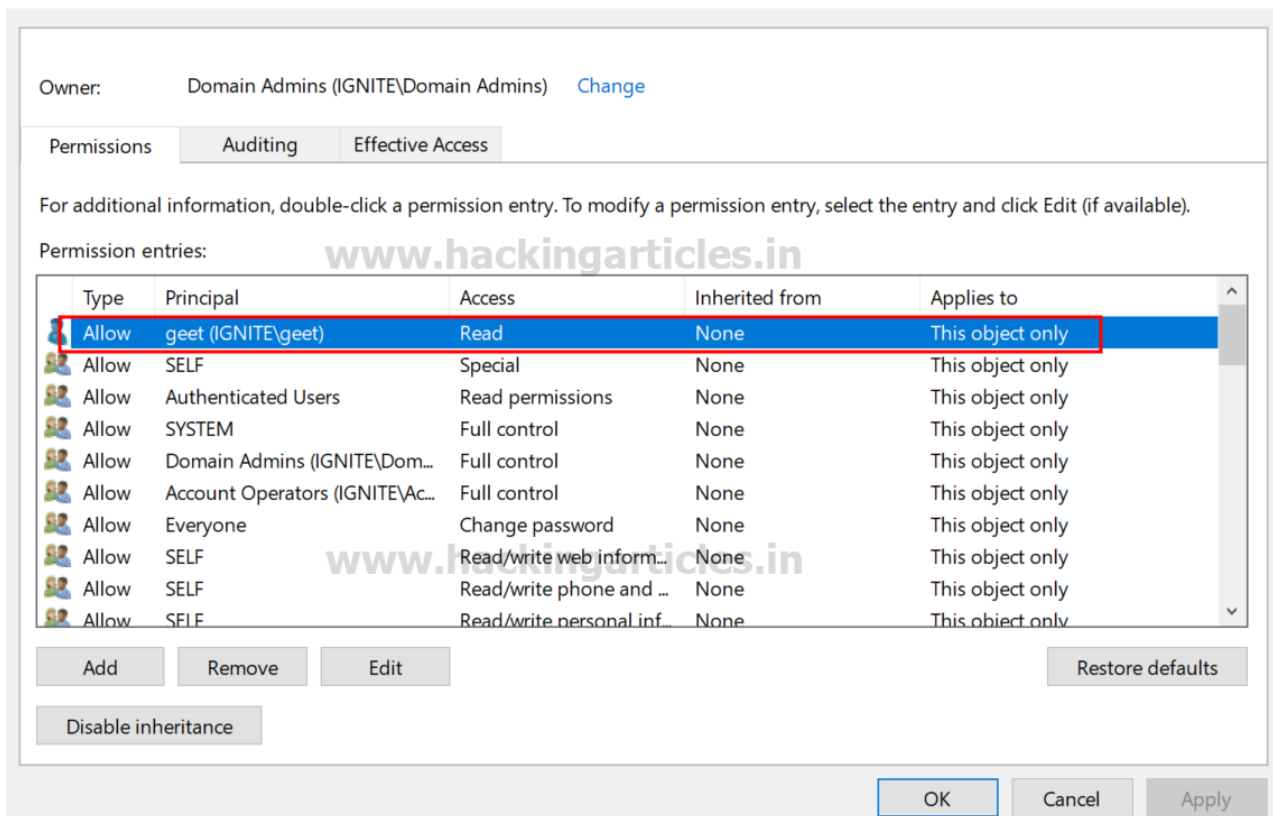 Owner: Domain Admins (IGNITE\Domain Admins) Change
Permissions Auditing Effective Access
For additional information, double-click a permission entry. To modify a permission entry, select the entry and click Edit (if available).
Permission entries:
www.hackingarticles.in
Type Principal Access Inherited from Applies to
Allow geet (IGNITE\geet) Read None This object only
Allow SELF Special None This object only
Allow Authenticated Users Read permissions None This object only
Allow SYSTEM Full control None This object only
Allow Domain Admins (IGNITE\Dom... Full control None This object only
Allow Account Operators (IGNITE\Ac... Full control None This object only
Allow Everyone Change password None This object only
www.hackingarticles.in
Allow SELF Read/write web inform... None This object only
Allow SELF Read/write phone and ... None This object only
Allow SELF Read/write personal inf... None This object only
Add Remove Edit Restore defaults
Disable inheritance
OK Cancel Apply